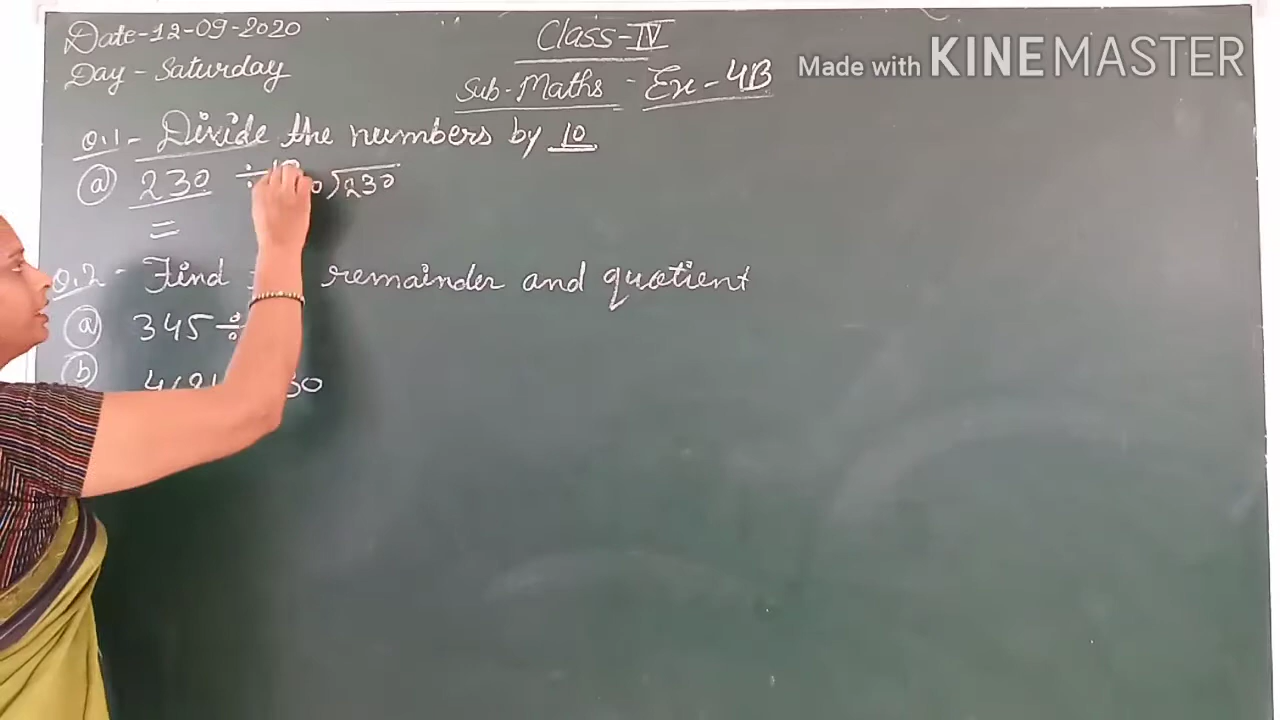 Date-12-09-2020
Class-IV
Made with KINEMASTER
Day - Saturday
Sub-Maths - Ex-4B
Q.1- Divide the numbers by 10
(a) 230 ÷ 10 230
=
Q.2 - Find remainder and quotient
(a) 345 ÷
(b) 30